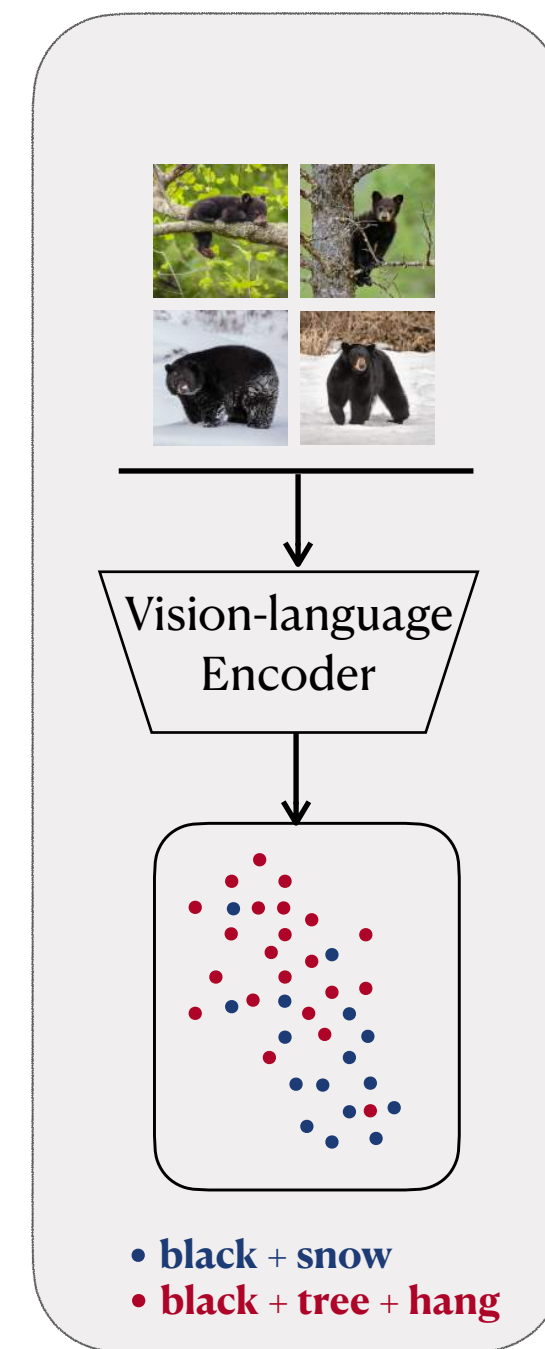 Vision-language
Encoder
• black + snow
• black + tree + hang